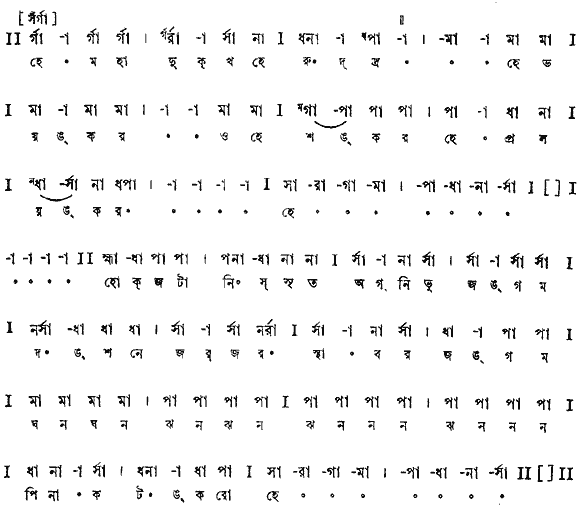 [ র্সর্গা ]
II র্গা -া র্গা র্গা । র্গর্রা -া র্সা না I ধনা -া ধপা -া । -মা -া মা মা I
হে • ম হা দু ক্ খ হে রু দ্ র • • • হে ভ
I মা -া মা মা । -া -া মা মা I মগা -পা পা পা । পা -া ধা না I
য় ঙ্ ক র • • ও হে শ ঙ্ ক র হে • প্র ল
I নধা -র্সা না ধপা । -া -া -া -া I সা -রা -গা -মা । -পা -ধা -না -র্সা I [ ] I
য় ঙ্ ক র• • • • • হে • • • • • • •
-া -া -া -া II হ্মা -ধা পা পা । পনা -ধা না না I র্সা -া না র্সা । র্সা -া র্সা র্সা I
• • • • হো ক্ জ টা নি• স্ সৃ ত অ গ্ নি ভু জ ঙ্ গ ম
I নর্সা -ধা ধা ধা । র্সা -া র্সা নর্রা I র্সা -া না র্সা । ধা -া পা পা I
দ• ঙ্ শ নে জ র্ জ র• স্থা • ব র জ ঙ্ গ ম
I মা মা মা মা । পা পা পা পা I পা পা পা পা । পা পা পা পা I
ঘ ন ঘ ন ঝ ন ঝ ন ঝ ন ন ন ঝ ন ন ন
I ধা না -া র্সা । ধনা -া ধা পা I সা -রা -গা -মা । -পা -ধা -না -র্সা II [ ] II
পি না • ক ট• ঙ্ ক রো হে • • • • • • •